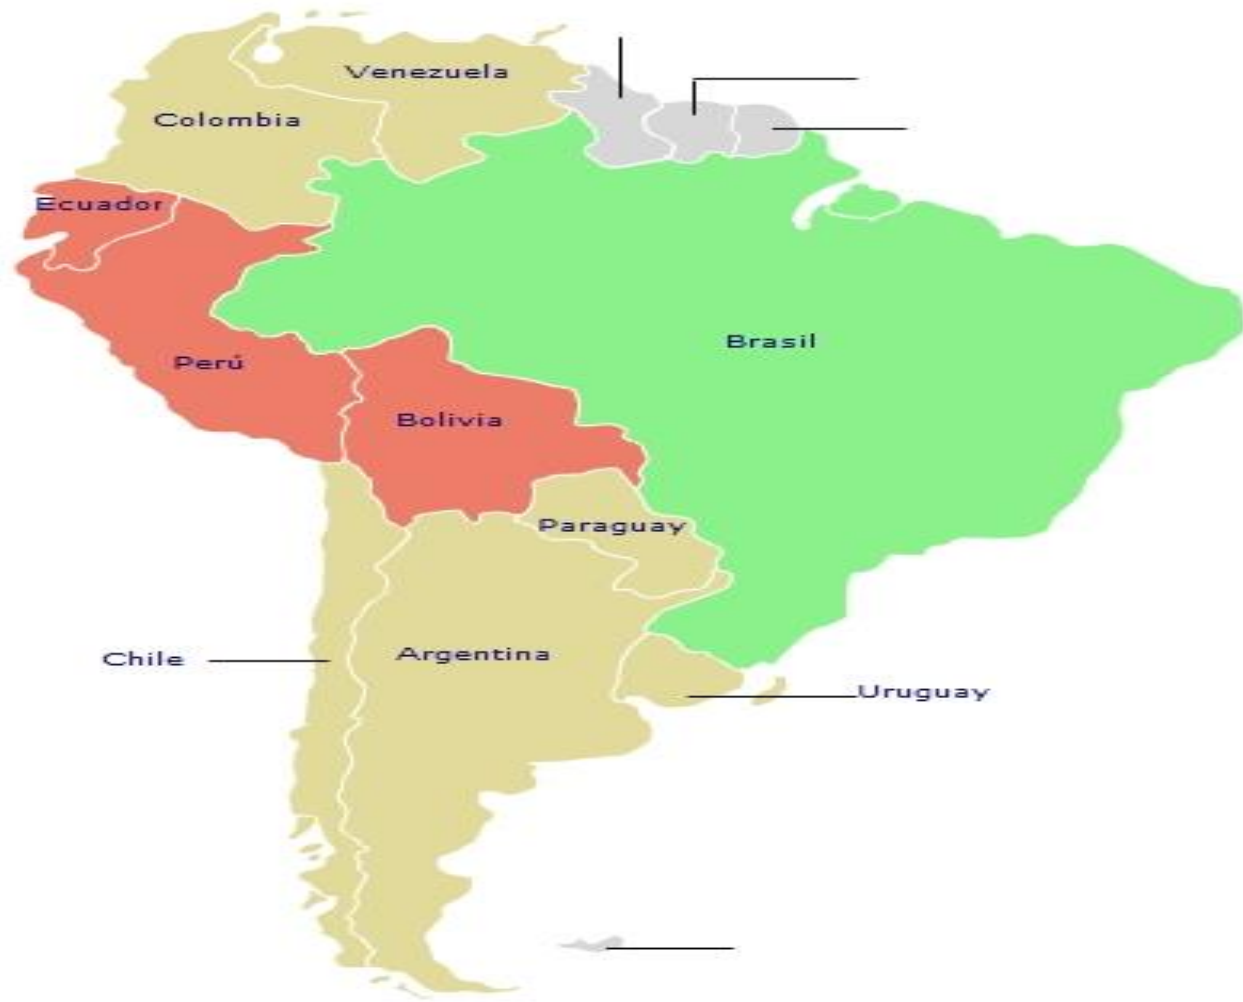 Venezuela
Colombia
Ecuador
Brasil
Perú
Bolivia
Paraguay
Chile
Argentina
Uruguay